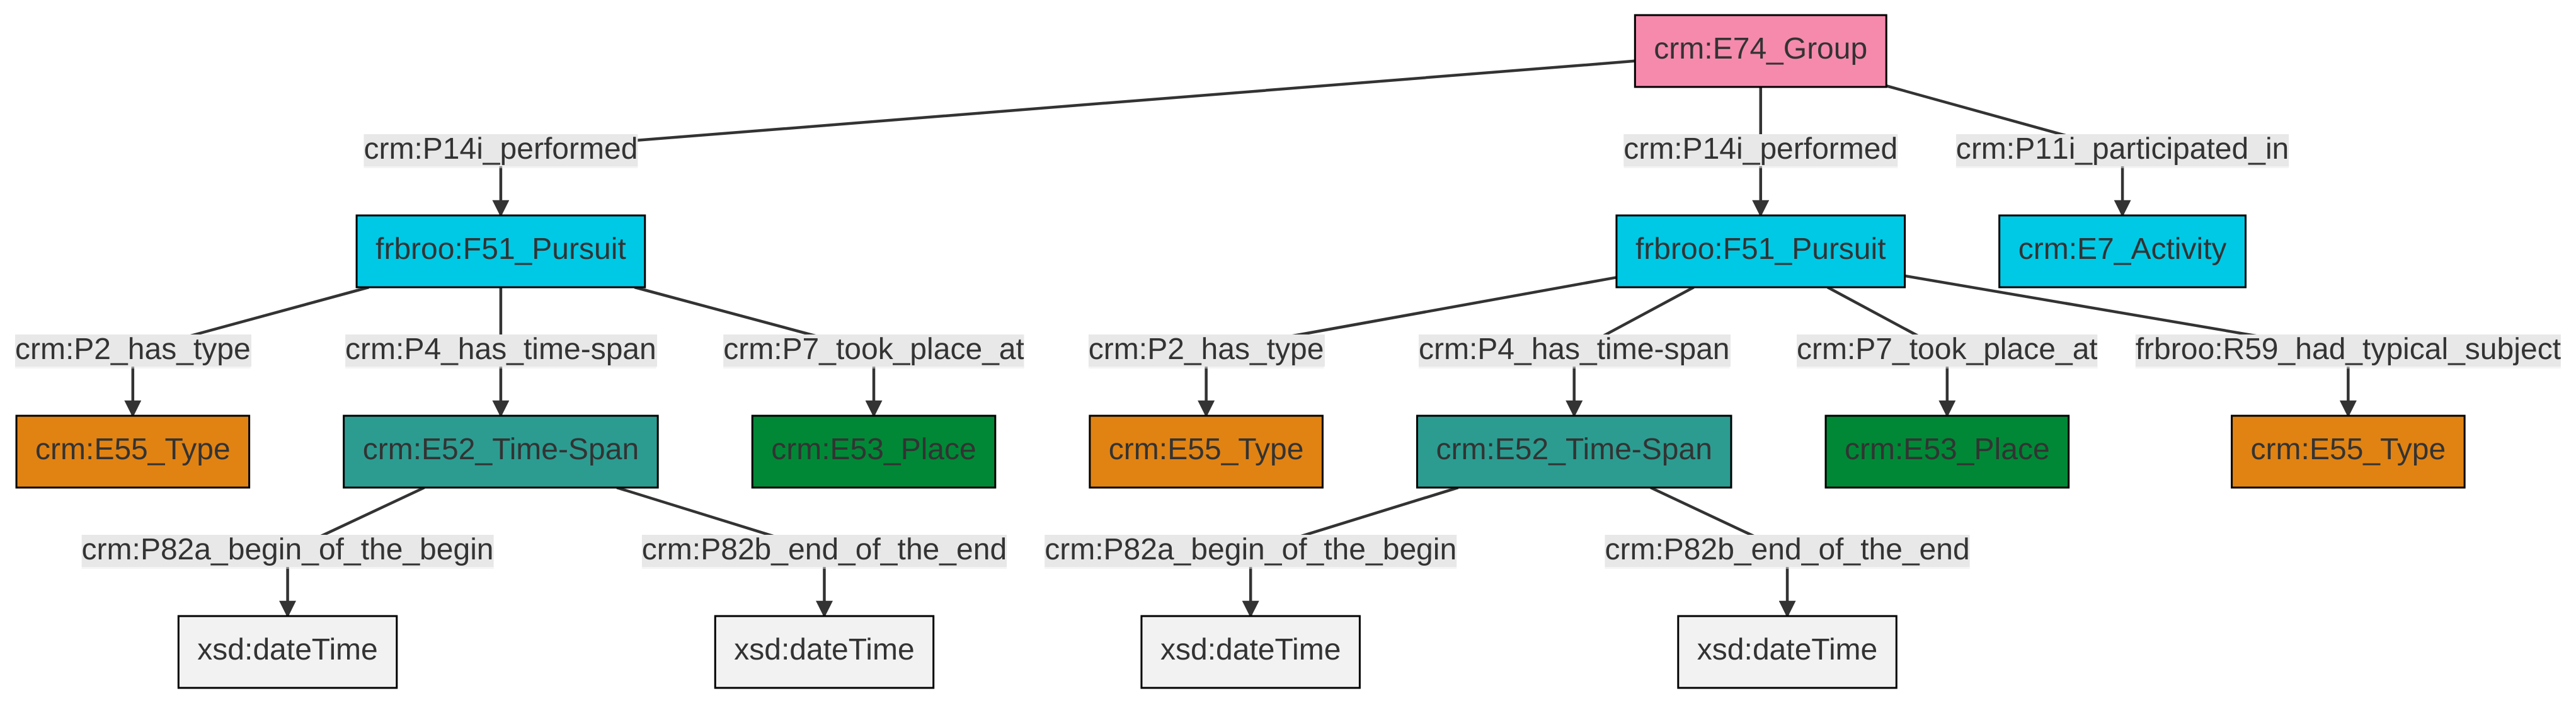 crm:E74_Group
crm:P14i_performed
crm:P14i_performed
crm:P11i_participated_in
frbroo:F51_Pursuit
frbroo:F51_Pursuit
crm:E7_Activity
crm:P2_has_type
crm:P4_has_time-span
crm:P7_took_place_at
crm:P2_has_type
crm:P4_has_time-span
crm:P7_took_place_at
frbroo:R59_had_typical_subject
crm:E55_Type
crm:E52_Time-Span
crm:E53_Place
crm:E55_Type
crm:E52_Time-Span
crm:E53_Place
crm:E55_Type
crm:P82a_begin_of_the_begin
crm:P82b_end_of_the_end
crm:P82a_begin_of_the_begin
crm:P82b_end_of_the_end
xsd:dateTime
xsd:dateTime
xsd:dateTime
xsd:dateTime